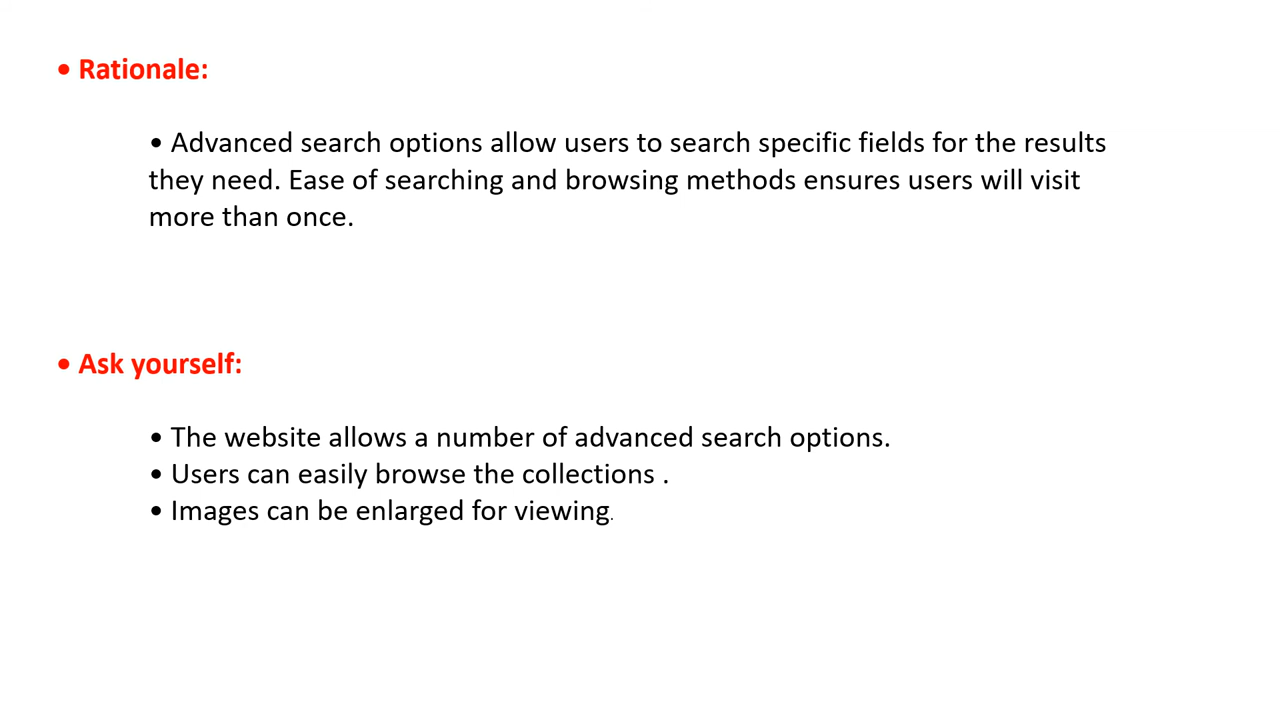 • Rationale:
• Advanced search options allow users to search specific fields for the results
they need. Ease of searching and browsing methods ensures users will visit
more than once.
• Ask yourself:
• The website allows a number of advanced search options.
• Users can easily browse the collections .
• Images can be enlarged for viewing.